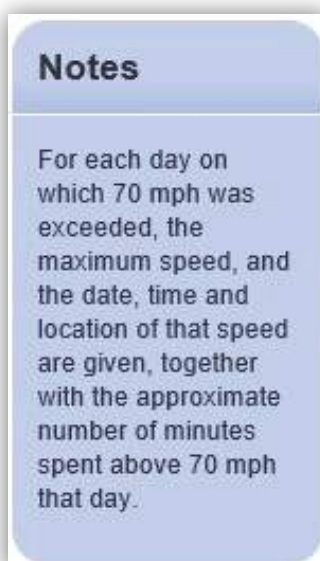 Notes
For each day on
which 70 mph was
exceeded, the
maximum speed, and
the date, time and
location of that speed
are given, together
with the approximate
number of minutes
spent above 70 mph
that day.